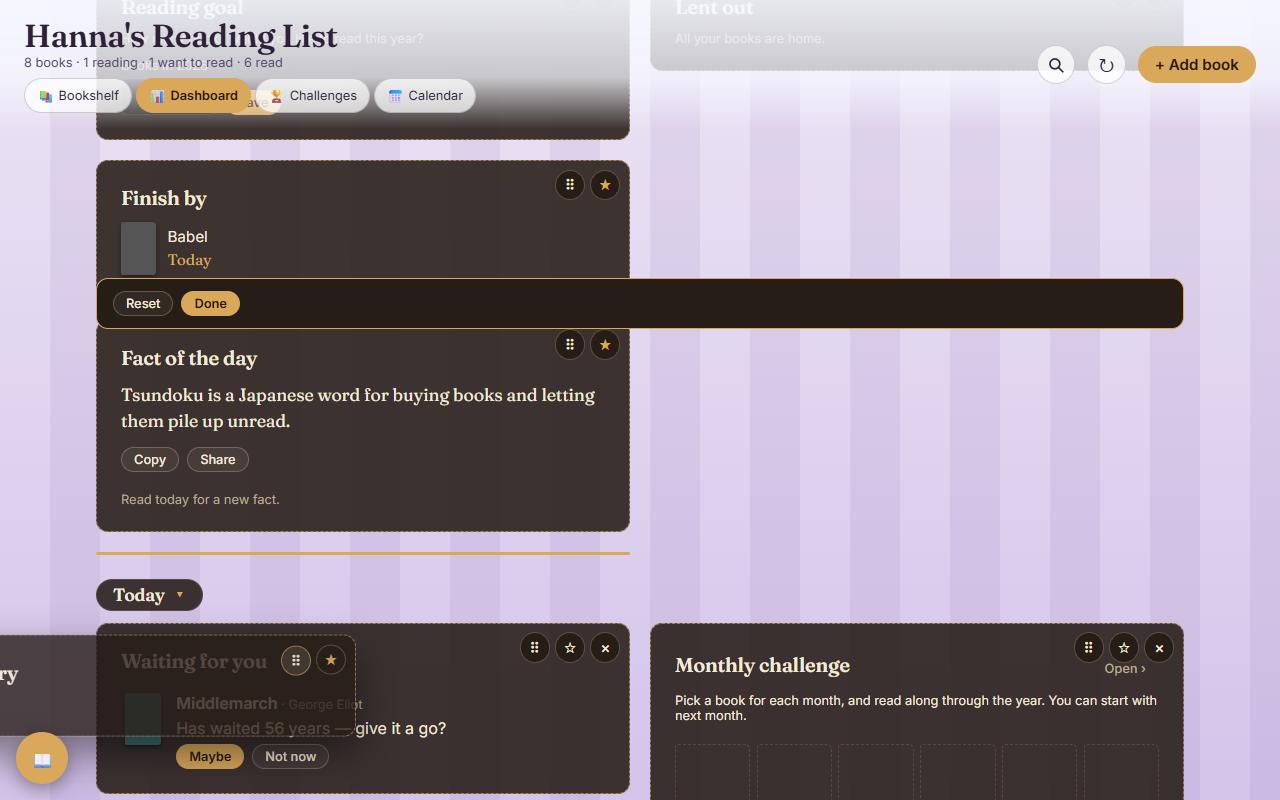 Reading goal
Lent out
Hanna's Reading List
read this year?
All your books are home.
8 books · 1 reading · 1 want to read · 6 read
+ Add book
Bookshelf
Dashboard
Challenges
Calendar
Finish by
Babel
Today
Reset
Done
Fact of the day
Tsundoku is a Japanese word for buying books and letting
them pile up unread.
Copy
Share
Read today for a new fact.
Today
ry
Waiting for you
Middlemarch · George Eliot
Has waited 56 years — give it a go?
Maybe
Not now
Monthly challenge
Open ›
Pick a book for each month, and read along through the year. You can start with
next month.